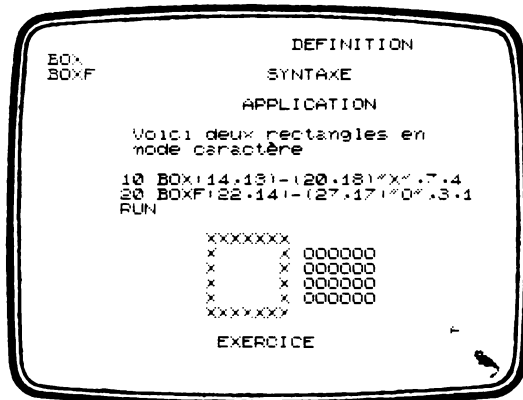 DEFINITION
BOX
BOXF
SYNTAXE
APPLICATION
Voici deux rectangles en
mode caractère
10 BOX(14,13)-(20,18)"X",7,4
20 BOXF(22,14)-(27,17)"O",3,1
RUN
XXXXXXX
X X OOOOOO
X X OOOOOO
X X OOOOOO
X X OOOOOO
XXXXXXX
EXERCICE